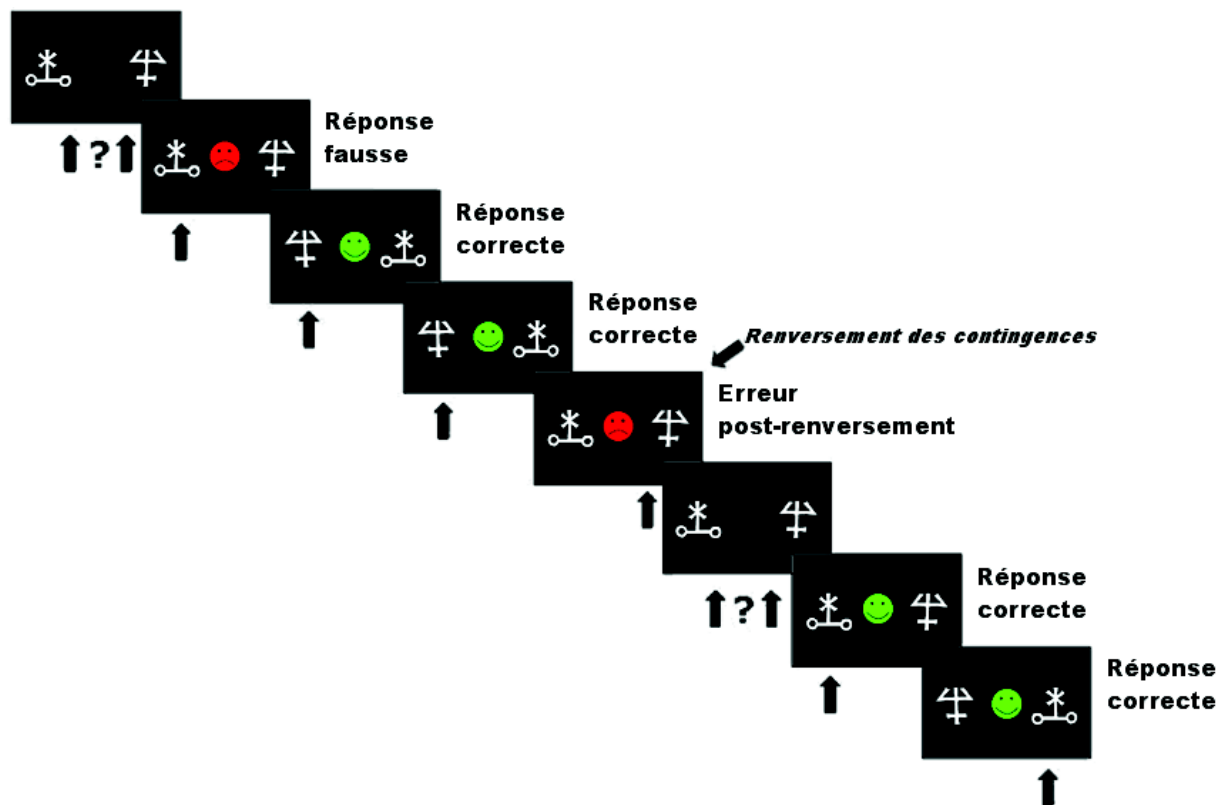 ?
Réponse
fausse
Réponse
correcte
Réponse
correcte
Renversement des contingences
Erreur
post-renversement
?
Réponse
correcte
Réponse
correcte